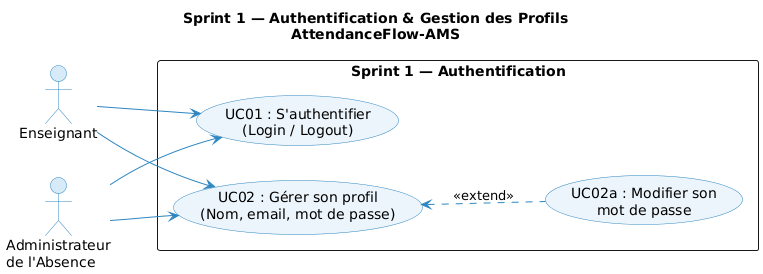 Sprint 1 — Authentification & Gestion des Profils
AttendanceFlow-AMS
Sprint 1 — Authentification
UC01 : S'authentifier
(Login / Logout)
Enseignant
UC02 : Gérer son profil
(Nom, email, mot de passe)
«extend»
UC02a : Modifier son
mot de passe
Administrateur
de l'Absence